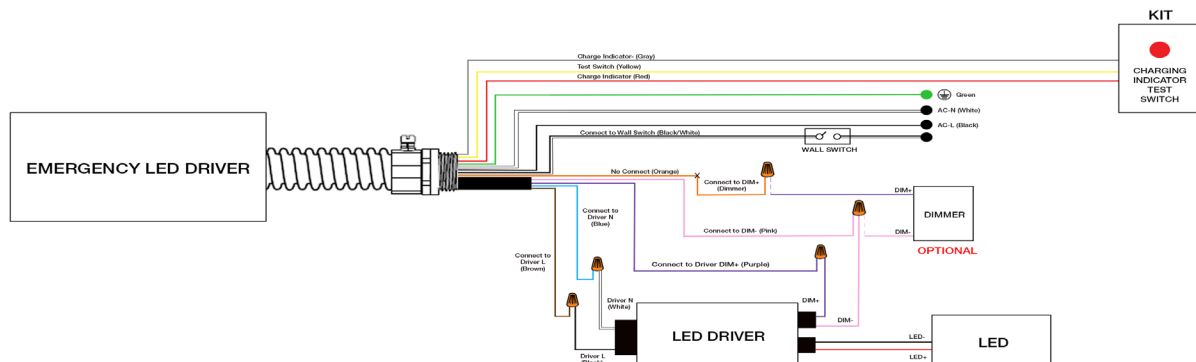 KIT
CHARGING
INDICATOR
TEST
SWITCH
Charge Indicator- (Gray)
Test Switch (Yellow)
Charge Indicator (Red)
Green
AC-N (White)
AC-L (Black)
Connect to Wall Switch (Black/White)
WALL SWITCH
EMERGENCY LED DRIVER
No Connect (Orange)
Connect to DIM+
(Dimmer)
DIM+
DIMMER
DIM-
OPTIONAL
Connect to
Driver N
(Blue)
Connect to DIM- (Pink)
Connect to
Driver L
(Brown)
Connect to Driver DIM+ (Purple)
Driver N
(White)
DIM+
DIM-
LED DRIVER
LED-
LED+
LED
Driver L